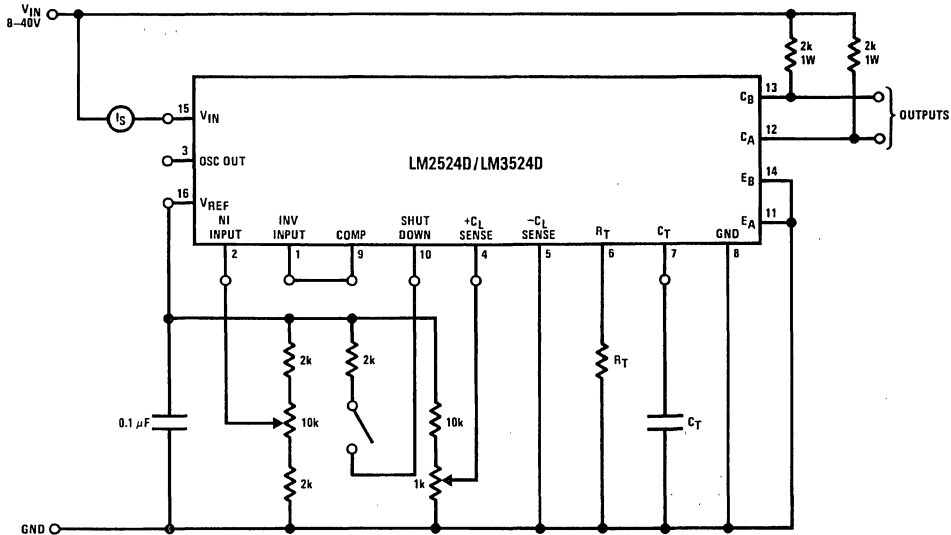 VIN
8–40V
2k
1W
2k
1W
IS
15
VIN
CB
13
OUTPUTS
3
OSC OUT
CA
12
LM2524D/LM3524D
16
VREF
EB
14
EA
11
NI
INPUT
INV
INPUT
COMP
SHUT
DOWN
+CL
SENSE
−CL
SENSE
RT
CT
GND
2
1
9
10
4
5
6
7
8
2k
2k
RT
0.1 μF
10k
10k
CT
2k
1k
GND